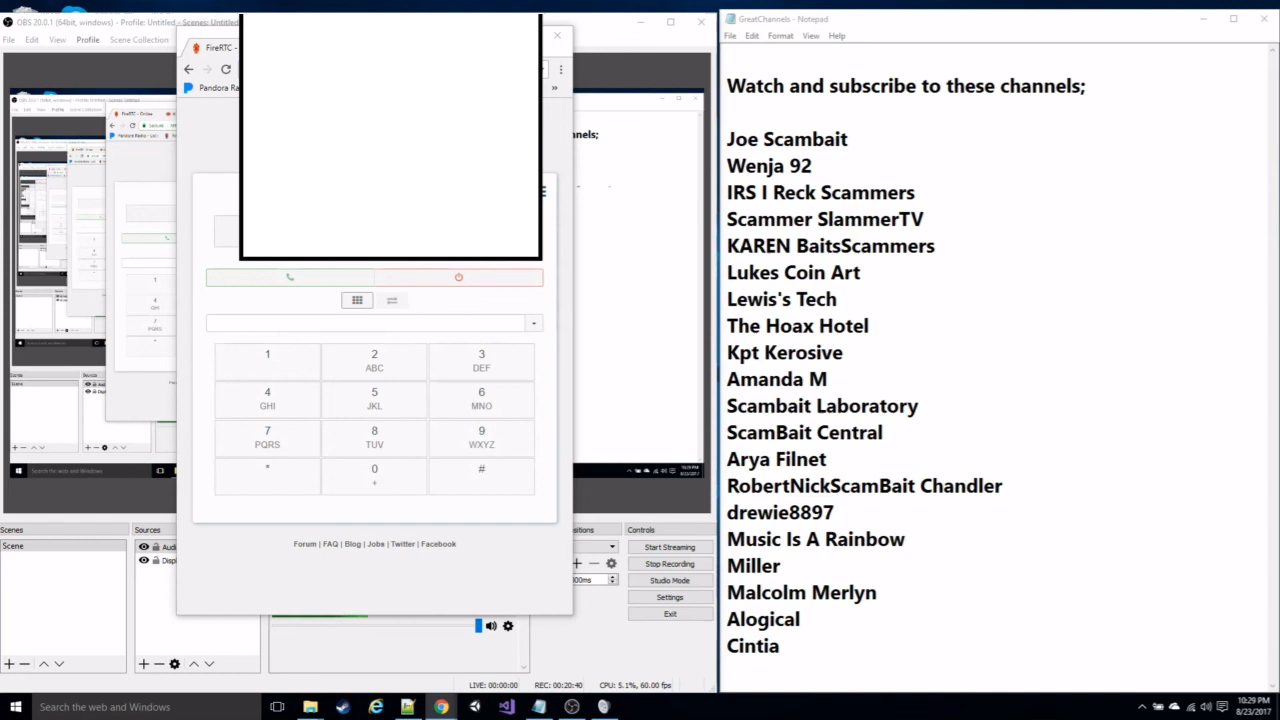 OBS 20.0.1 (64bit, windows) - Profile: Untitled - Scenes: Untitled
File Edit View Profile Scene Collection
FireRTC -
Pandora Ra
»
nnels;
1
2
ABC
3
DEF
4
GHI
5
JKL
6
MNO
7
PQRS
8
TUV
9
WXYZ
*
0
+
#
Forum | FAQ | Blog | Jobs | Twitter | Facebook
Scenes
Scene
Sources
Audi
Displ
sitions
300ms
Controls
Start Streaming
Stop Recording
Studio Mode
Settings
Exit
LIVE: 00:00:00 REC: 00:20:40 CPU: 5.1%, 60.00 fps
GreatChannels - Notepad
File Edit Format View Help
Watch and subscribe to these channels;
Joe Scambait
Wenja 92
IRS I Reck Scammers
Scammer SlammerTV
KAREN BaitsScammers
Lukes Coin Art
Lewis's Tech
The Hoax Hotel
Kpt Kerosive
Amanda M
Scambait Laboratory
ScamBait Central
Arya Filnet
RobertNickScamBait Chandler
drewie8897
Music Is A Rainbow
Miller
Malcolm Merlyn
Alogical
Cintia
Search the web and Windows
10:29 PM
8/23/2017